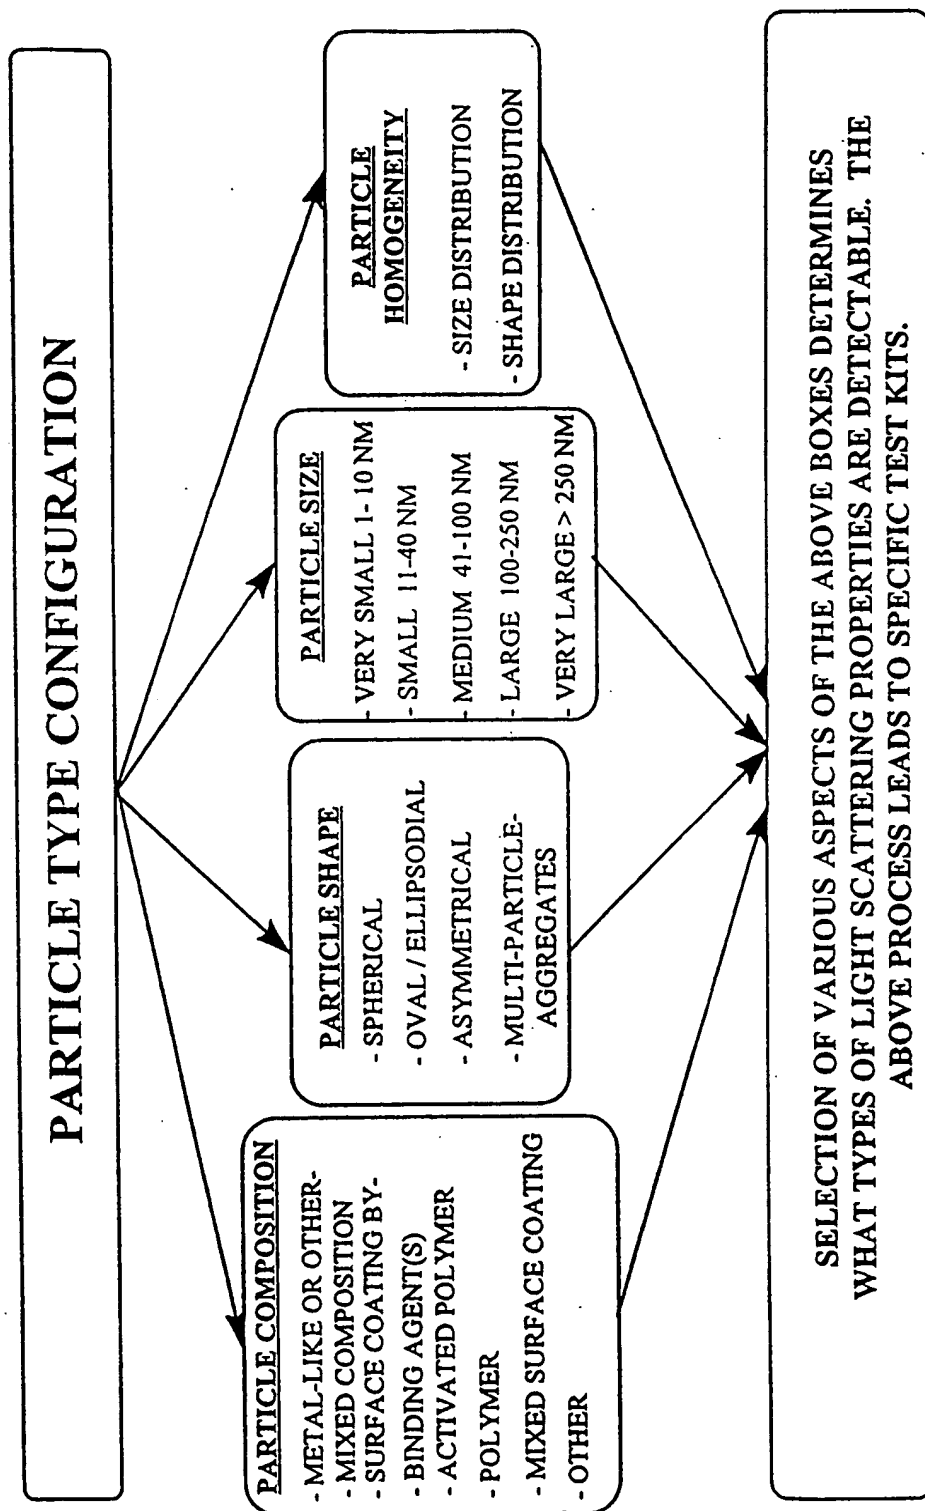 PARTICLE TYPE CONFIGURATION
PARTICLE COMPOSITION
- METAL-LIKE OR OTHER-
- MIXED COMPOSITION
- SURFACE COATING BY-
- BINDING AGENT(S)
- ACTIVATED POLYMER
- POLYMER
- MIXED SURFACE COATING
- OTHER
PARTICLE SHAPE
- SPHERICAL
- OVAL / ELLIPSODIAL
- ASYMMETRICAL
- MULTI-PARTICLE-
AGGREGATES
PARTICLE SIZE
- VERY SMALL 1- 10 NM
- SMALL 11-40 NM
- MEDIUM 41-100 NM
- LARGE 100-250 NM
- VERY LARGE > 250 NM
PARTICLE
HOMOGENEITY
- SIZE DISTRIBUTION
- SHAPE DISTRIBUTION
SELECTION OF VARIOUS ASPECTS OF THE ABOVE BOXES DETERMINES
WHAT TYPES OF LIGHT SCATTERING PROPERTIES ARE DETECTABLE. THE
ABOVE PROCESS LEADS TO SPECIFIC TEST KITS.